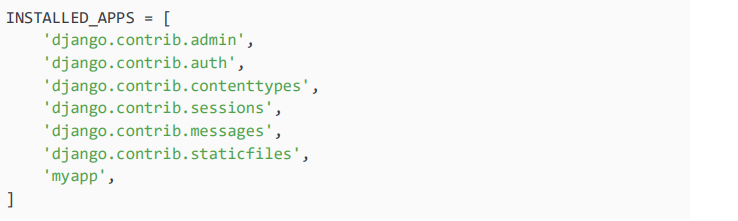 INSTALLED_APPS = [
    'django.contrib.admin',
    'django.contrib.auth',
    'django.contrib.contenttypes',
    'django.contrib.sessions',
    'django.contrib.messages',
    'django.contrib.staticfiles',
    'myapp',
]